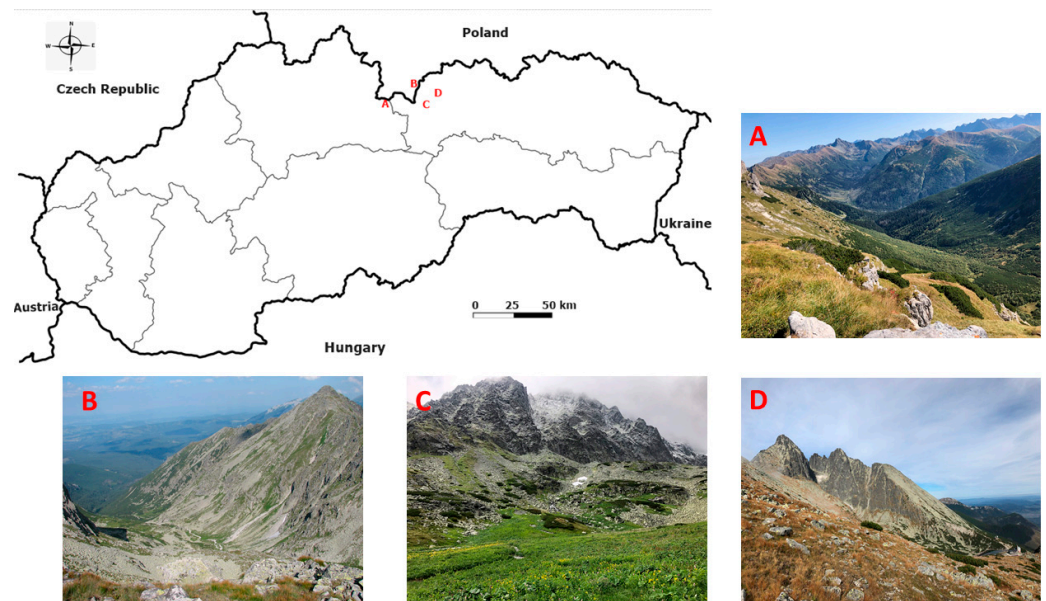 N
W E
S
Poland
Czech Republic
B
D
A
C
Ukraine
Austria
0 25 50 km
Hungary
A
B
C
D